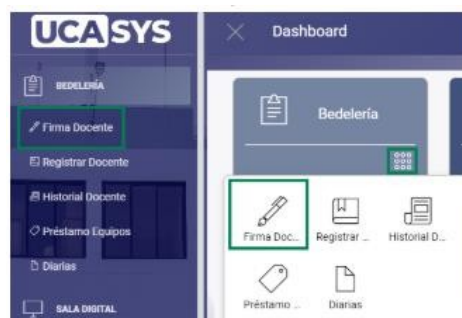 UCASYS
BEDELERÍA
Firma Docente
Registrar Docente
Historial Docente
Préstamo Equipos
Diarias
SALA DIGITAL
Dashboard
Bedelería
Firma Doc...
Registrar ...
Historial D...
Préstamo ...
Diarias